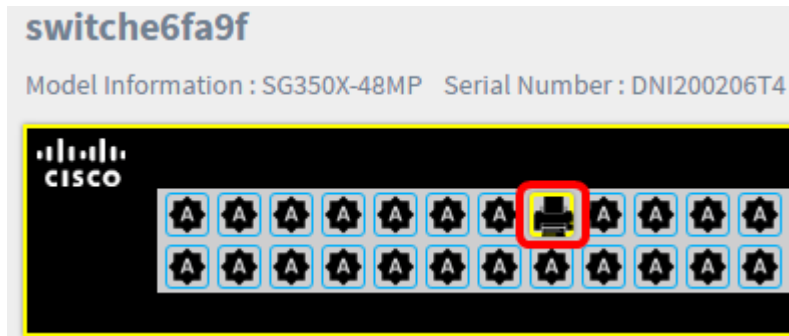 switche6fa9f
Model Information : SG350X-48MP Serial Number : DNI200206T4
CISCO
A A A A A A A A A A A
A A A A A A A A A A A A